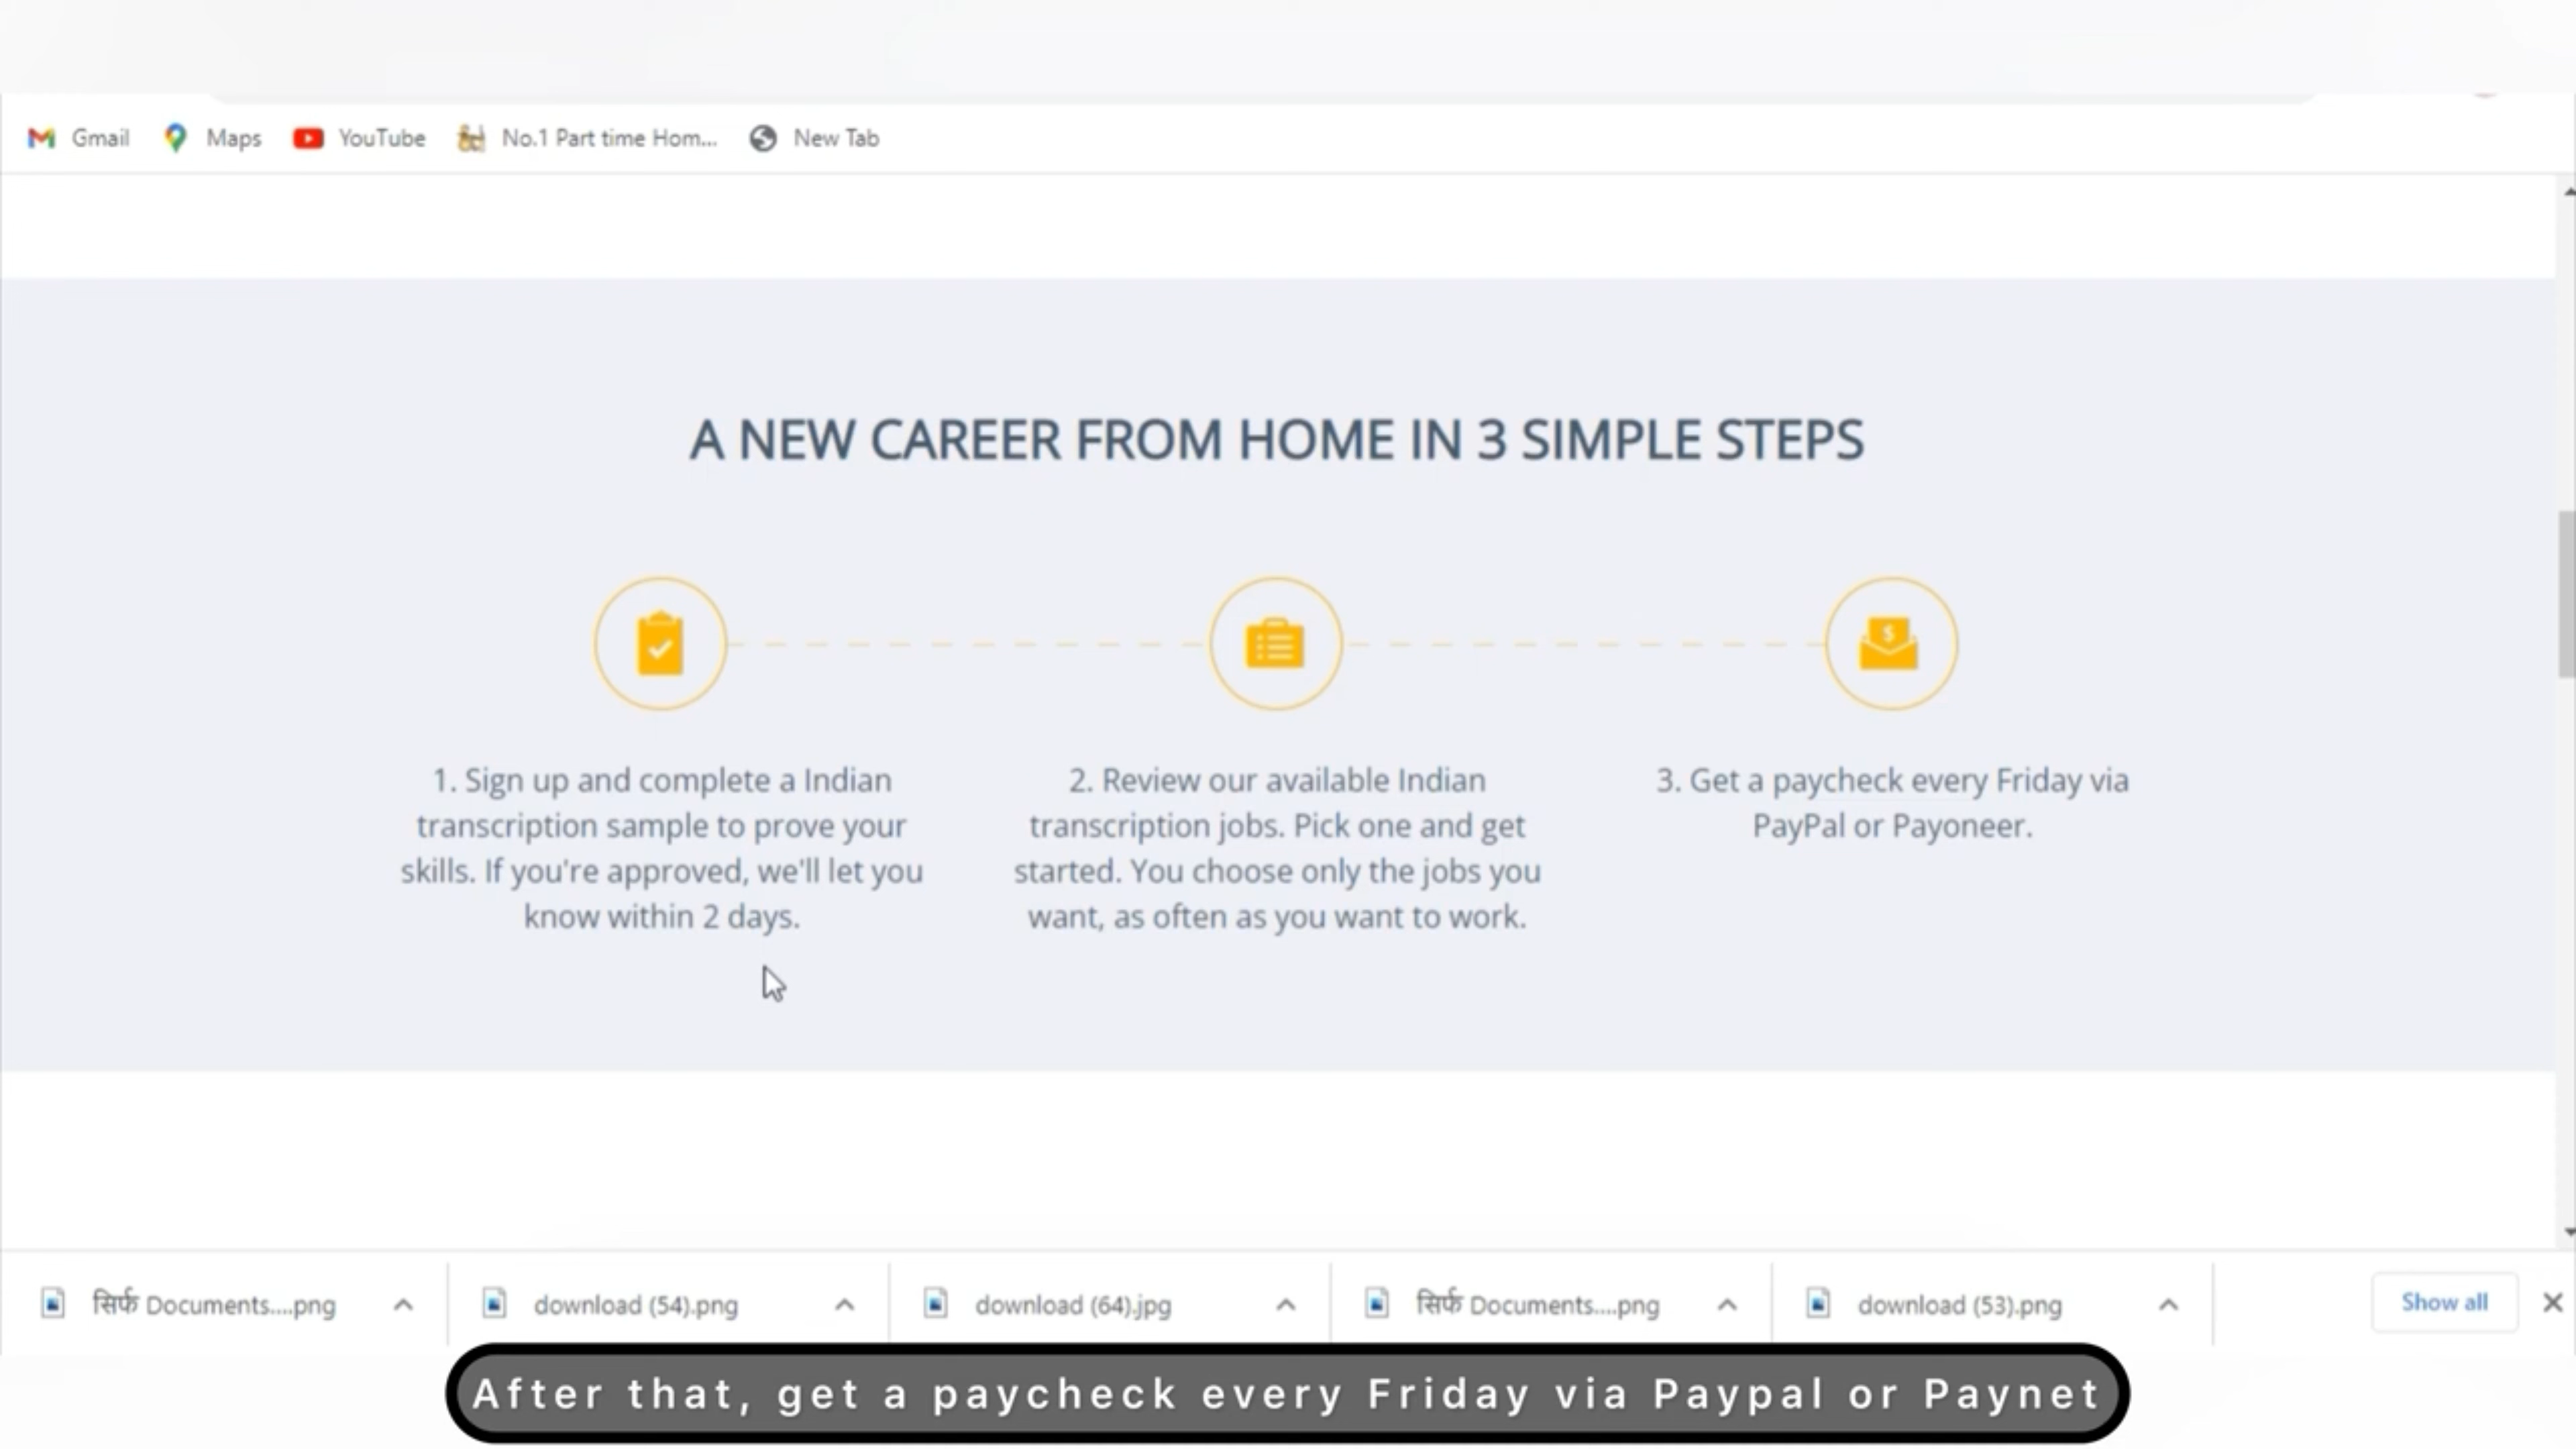 Gmail
Maps
YouTube
No.1 Part time Hom...
New Tab
A NEW CAREER FROM HOME IN 3 SIMPLE STEPS
1. Sign up and complete a Indian
transcription sample to prove your
skills. If you're approved, we'll let you
know within 2 days.
2. Review our available Indian
transcription jobs. Pick one and get
started. You choose only the jobs you
want, as often as you want to work.
3. Get a paycheck every Friday via
PayPal or Payoneer.
सिर्फ Documents....png
download (54).png
download (64).jpg
सिर्फ Documents....png
download (53).png
Show all
After that, get a paycheck every Friday via Paypal or Paynet